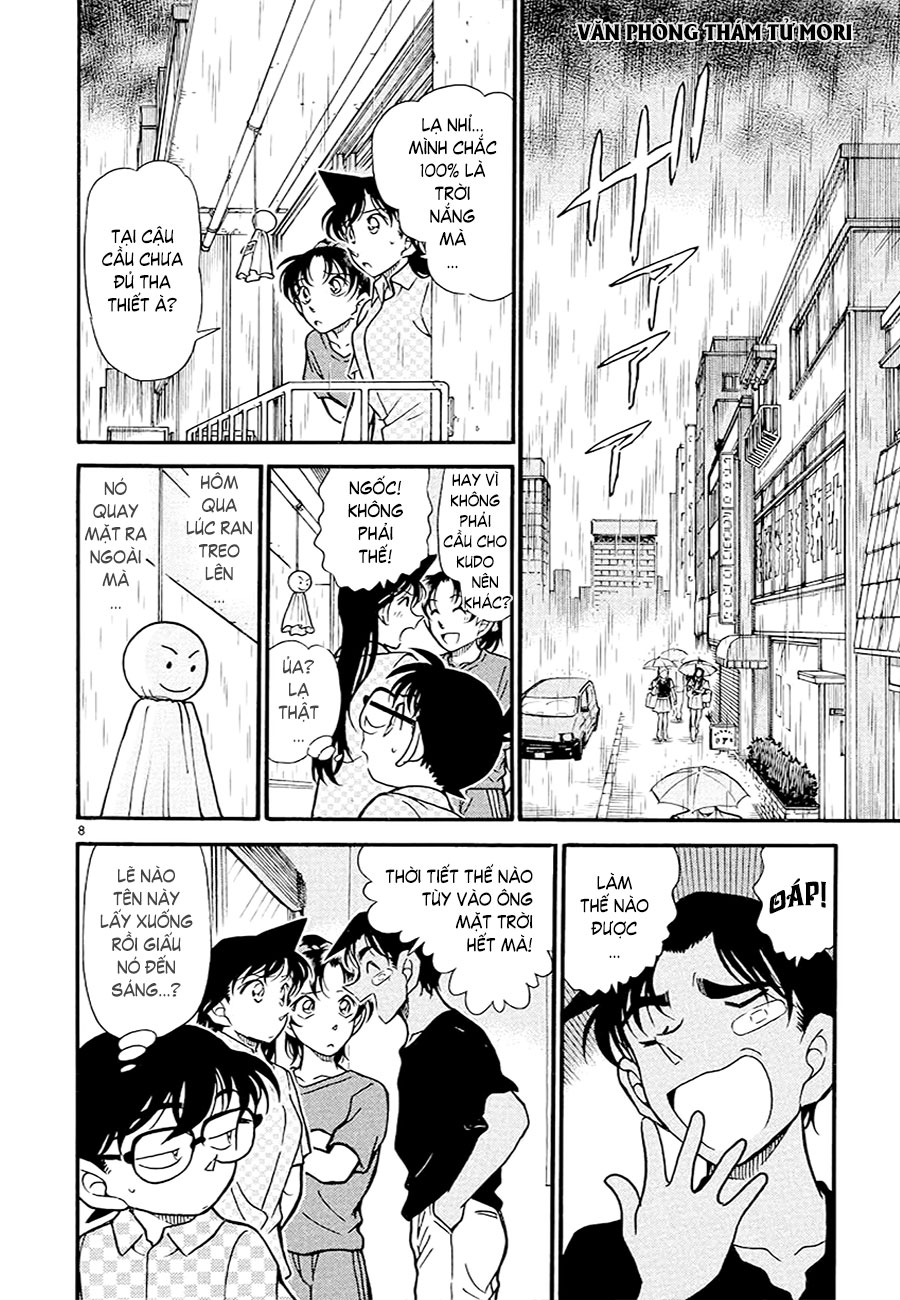 VĂN PHÒNG THÁM TỬ MORI
LẠ NHỈ...
MÌNH CHẮC
100% LÀ
TRỜI
NẮNG
MÀ
...
TẠI CẬU
CẦU CHƯA
ĐỦ THA
THIẾT À?
HAY VÌ
KHÔNG
PHẢI
CẦU CHO
KUDO
NÊN
KHÁC?
NGỐC!
KHÔNG
PHẢI
THẾ!
ỦA?
LẠ
THẬT
...
HÔM
QUA
LÚC RAN
TREO
LÊN
...
NÓ
QUAY
MẶT RA
NGOÀI
MÀ
...
8
OÁP!
LÀM
THẾ NÀO
ĐƯỢC
...
THỜI TIẾT THẾ NÀO
TÙY VÀO ÔNG
MẶT TRỜI
HẾT MÀ!
LẼ NÀO
TÊN NÀY
LẤY XUỐNG
RỒI GIẤU
NÓ ĐẾN
SÁNG...?